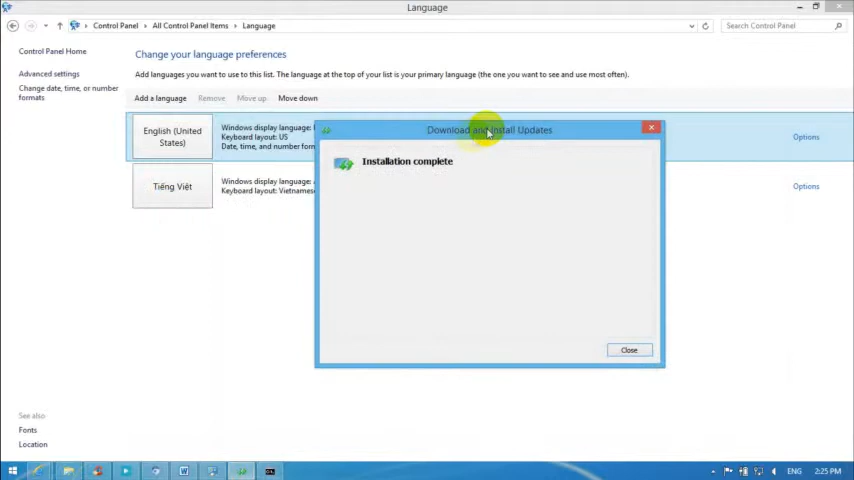 Language
Control Panel
All Control Panel Items
Language
Search Control Panel
Control Panel Home
Advanced settings
Change date, time, or number
formats
Change your language preferences
Add languages you want to use to this list. The language at the top of your list is your primary language (the one you want to see and use most often).
Add a language
Remove
Move up
Move down
English (United
States)
Windows display language:
Keyboard layout: US
Date, time, and number
Options
Tiếng Việt
Windows display language:
Keyboard layout: Vietnamese
Options
Download and Install Updates
Installation complete
Close
See also
Fonts
Location
ENG
2:25 PM